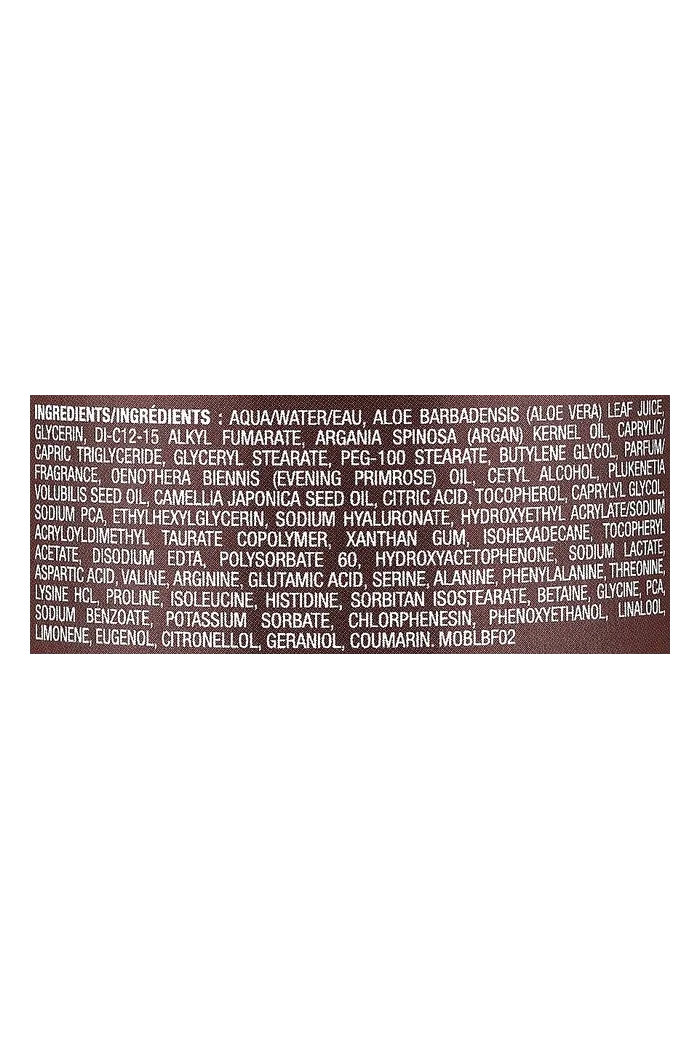 INGREDIENTS/INGRÉDIENTS : AQUA/WATER/EAU, ALOE BARBADENSIS (ALOE VERA) LEAF JUICE,
GLYCERIN, DI-C12-15 ALKYL FUMARATE, ARGANIA SPINOSA (ARGAN) KERNEL OIL, CAPRYLIC/
CAPRIC TRIGLYCERIDE, GLYCERYL STEARATE, PEG-100 STEARATE, BUTYLENE GLYCOL, PARFUM/
FRAGRANCE, OENOTHERA BIENNIS (EVENING PRIMROSE) OIL, CETYL ALCOHOL, PLUKENETIA
VOLUBILIS SEED OIL, CAMELLIA JAPONICA SEED OIL, CITRIC ACID, TOCOPHEROL, CAPRYLYL GLYCOL,
SODIUM PCA, ETHYLHEXYLGLYCERIN, SODIUM HYALURONATE, HYDROXYETHYL ACRYLATE/SODIUM
ACRYLOYLDIMETHYL TAURATE COPOLYMER, XANTHAN GUM, ISOHEXADECANE, TOCOPHERYL
ACETATE, DISODIUM EDTA, POLYSORBATE 60, HYDROXYACETOPHENONE, SODIUM LACTATE,
ASPARTIC ACID, VALINE, ARGININE, GLUTAMIC ACID, SERINE, ALANINE, PHENYLALANINE, THREONINE,
LYSINE HCL, PROLINE, ISOLEUCINE, HISTIDINE, SORBITAN ISOSTEARATE, BETAINE, GLYCINE, PCA,
SODIUM BENZOATE, POTASSIUM SORBATE, CHLORPHENESIN, PHENOXYETHANOL, LINALOOL,
LIMONENE, EUGENOL, CITRONELLOL, GERANIOL, COUMARIN. MOBLBF02